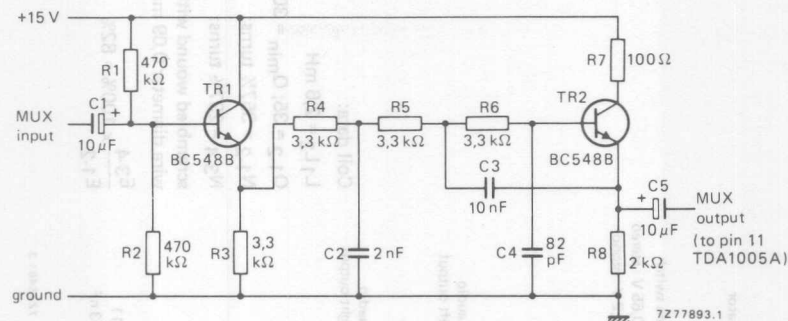 +15 V
R1
470
kΩ
MUX
input
C1
+
10 μF
TR1
BC548B
R2
470
kΩ
R3
3,3
kΩ
R4
3,3 kΩ
R5
3,3 kΩ
R6
3,3 kΩ
C2
2 nF
C3
10 nF
C4
82
pF
R7
100 Ω
TR2
BC548B
+
C5
10 μF
MUX
output
(to pin 11
TDA1005A)
R8
2 kΩ
ground
7Z77893.1